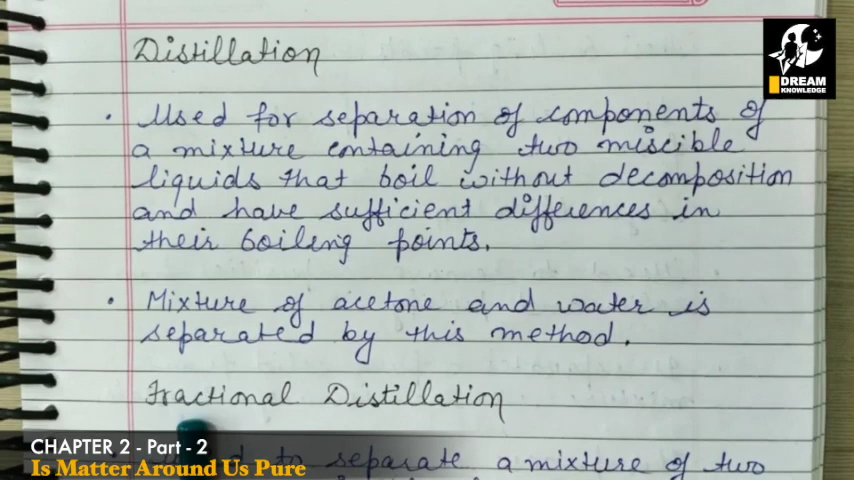 DREAM
KNOWLEDGE
Distillation
• Used for separation of components of
a mixture containing two miscible
liquids that boil without decomposition
and have sufficient differences in
their boiling points.
• Mixture of acetone and water is
separated by this method.
Fractional Distillation
to separate a mixture of two
CHAPTER 2 - Part - 2
Is Matter Around Us Pure